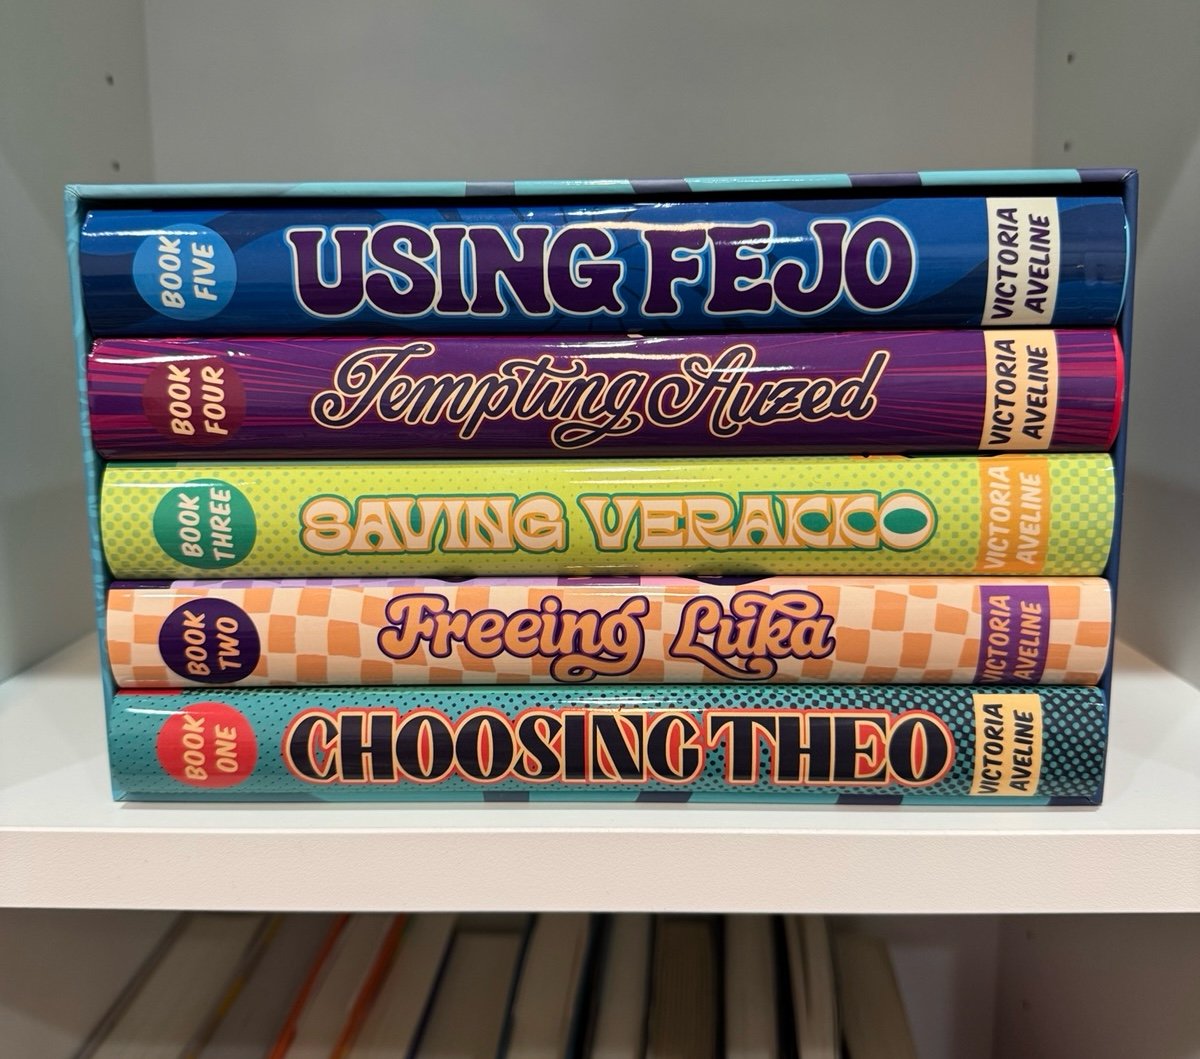 BOOK
FIVE
USING FEJO
VICTORIA
AVELINE
BOOK
FOUR
Tempting Auzed
VICTORIA
AVELINE
BOOK
THREE
SAVING VERAKKO
VICTORIA
AVELINE
BOOK
TWO
Freeing Luka
VICTORIA
AVELINE
BOOK
ONE
CHOOSING THEO
VICTORIA
AVELINE